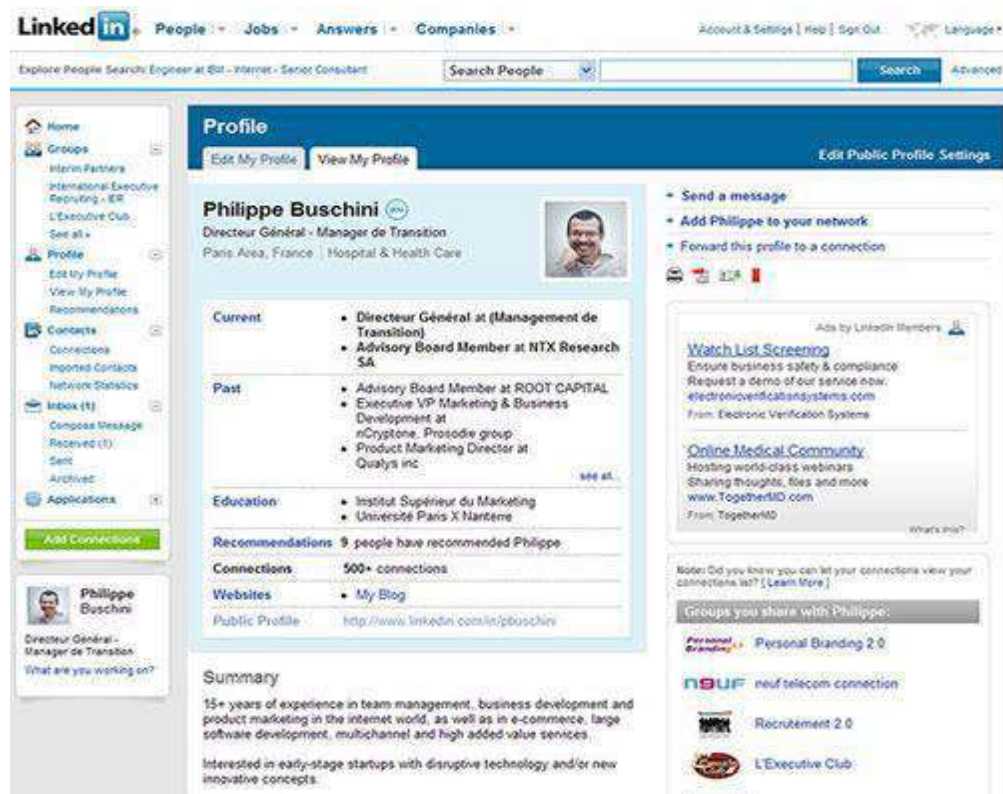 Linked in
People Jobs Answers Companies
Account & Settings | Help | Sign Out Language
Explore People Search: Engineer at - Internet - Senior Consultant
Search People
Search
Advanced
Home
Groups
Interim Partners
International Executive
Recruiting - IER
L'Executive Club
See all »
Profile
Edit My Profile
View My Profile
Recommendations
Contacts
Connections
Imported Contacts
Network Statistics
Inbox (1)
Compose Message
Received (1)
Sent
Archived
Applications
Add Connections
Philippe
Buschini
Directeur Général -
Manager de Transition
What are you working on?
Profile
Edit My Profile
View My Profile
Edit Public Profile Settings
Philippe Buschini
Directeur Général - Manager de Transition
Paris Area, France | Hospital & Health Care
Current
• Directeur Général at (Management de
Transition)
• Advisory Board Member at NTX Research
SA
Past
• Advisory Board Member at ROOT CAPITAL
• Executive VP Marketing & Business
Development at
nCryptone, Prosodie group
• Product Marketing Director at
Qualys inc
see all...
Education
• Institut Supérieur du Marketing
• Université Paris X Nanterre
Recommendations 9 people have recommended Philippe
Connections 500+ connections
Websites • My Blog
Public Profile http://www.linkedin.com/in/pbuschini
Summary
15+ years of experience in team management, business development and
product marketing in the internet world, as well as in e-commerce, large
software development, multichannel and high added value services.
Interested in early-stage startups with disruptive technology and/or new
innovative concepts.
Send a message
Add Philippe to your network
Forward this profile to a connection
Ads by LinkedIn Members
Watch List Screening
Ensure business safety & compliance
Request a demo of our service now.
electronicverificationsystems.com
From: Electronic Verification Systems
Online Medical Community
Hosting world-class webinars
Sharing thoughts, files and more
www.TogetherMD.com
From: TogetherMD
What's this?
Note: Did you know you can let your connections view your
connections list? [ Learn More ]
Groups you share with Philippe:
Personal Branding 2.0
Personal Branding 2.0
neuf
neuf telecom connection
Recrutement 2.0
L'Executive Club